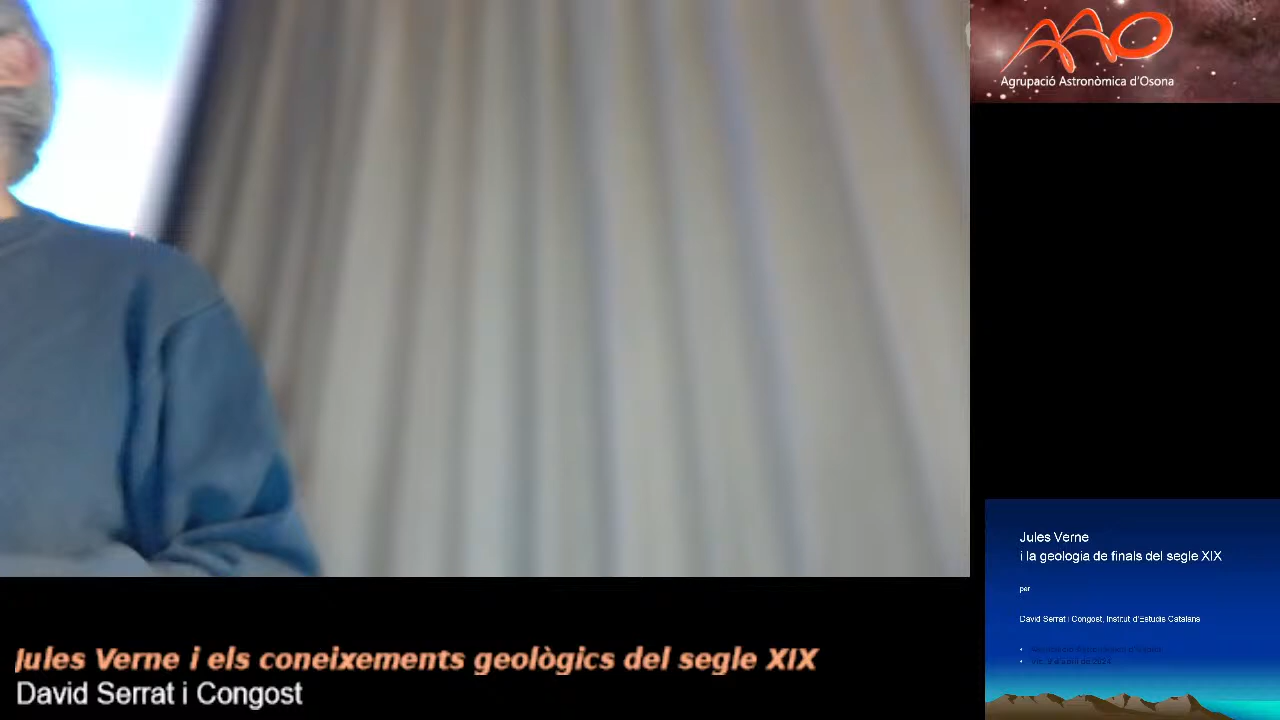 Agrupació Astronòmica d'Osona
Jules Verne
i la geologia de finals del segle XIX
per
David Serrat i Congost, Institut d'Estudis Catalans
Jules Verne i els coneixements geològics del segle XIX
David Serrat i Congost